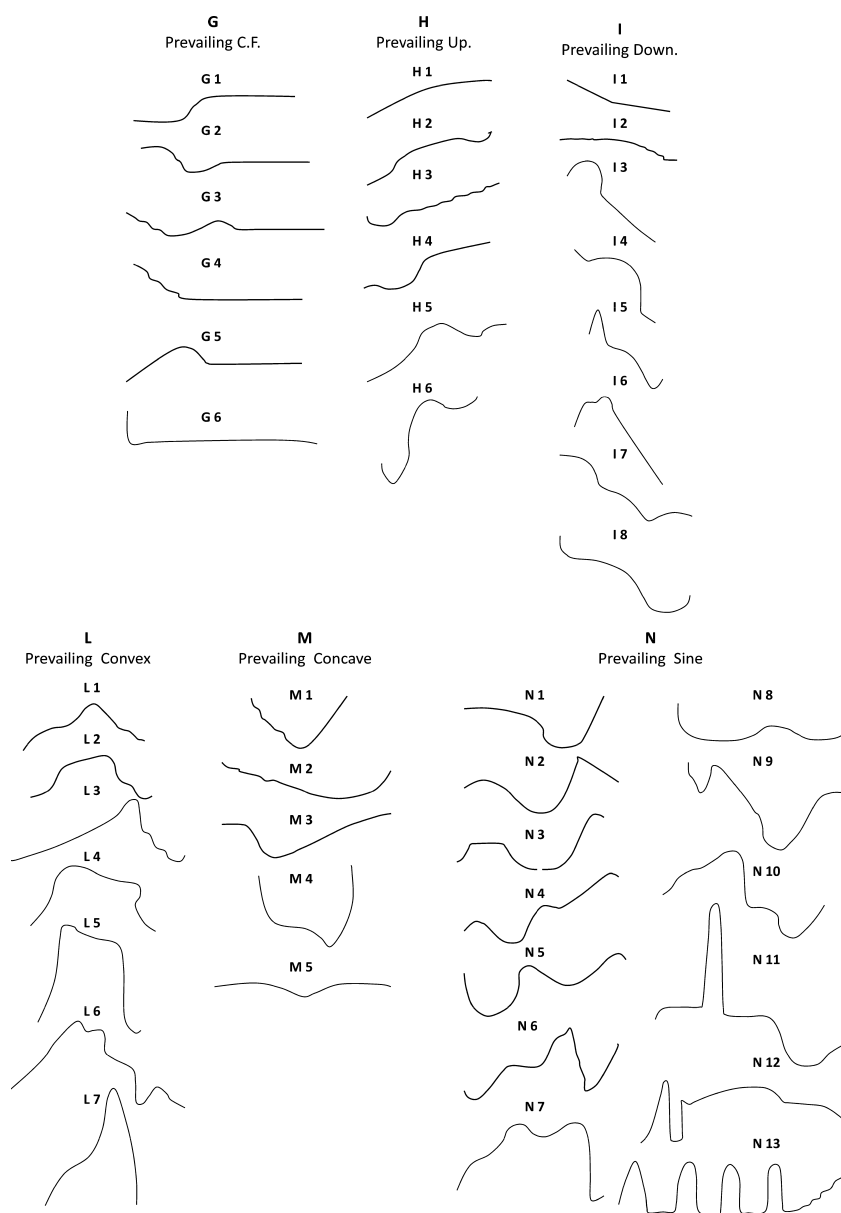 G
Prevailing C.F.
G 1
G 2
G 3
G 4
G 5
G 6
H
Prevailing Up.
H 1
H 2
H 3
H 4
H 5
H 6
I
Prevailing Down.
I 1
I 2
I 3
I 4
I 5
I 6
I 7
I 8
L
Prevailing Convex
L 1
L 2
L 3
L 4
L 5
L 6
L 7
M
Prevailing Concave
M 1
M 2
M 3
M 4
M 5
N
Prevailing Sine
N 1
N 2
N 3
N 4
N 5
N 6
N 7
N 8
N 9
N 10
N 11
N 12
N 13